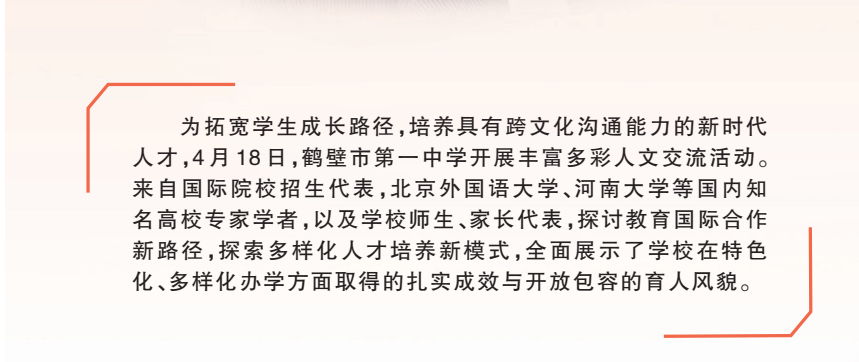 为拓宽学生成长路径,培养具有跨文化沟通能力的新时代
人才,4月18日,鹤壁市第一中学开展丰富多彩人文交流活动。
来自国际院校招生代表,北京外国语大学、河南大学等国内知
名高校专家学者,以及学校师生、家长代表,探讨教育国际合作
新路径,探索多样化人才培养新模式,全面展示了学校在特色
化、多样化办学方面取得的扎实成效与开放包容的育人风貌。